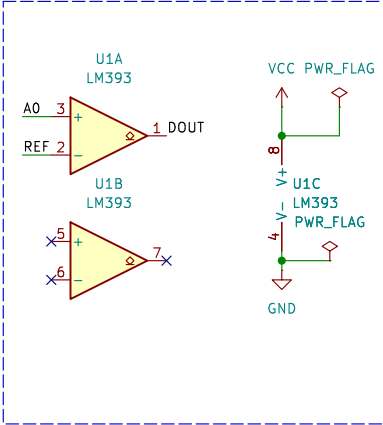 U1A
LM393
A0
3
+
1
DOUT
REF
2
−
U1B
LM393
5
+
7
6
−
VCC PWR_FLAG
8
V+
U1C
LM393
V-
PWR_FLAG
4
GND